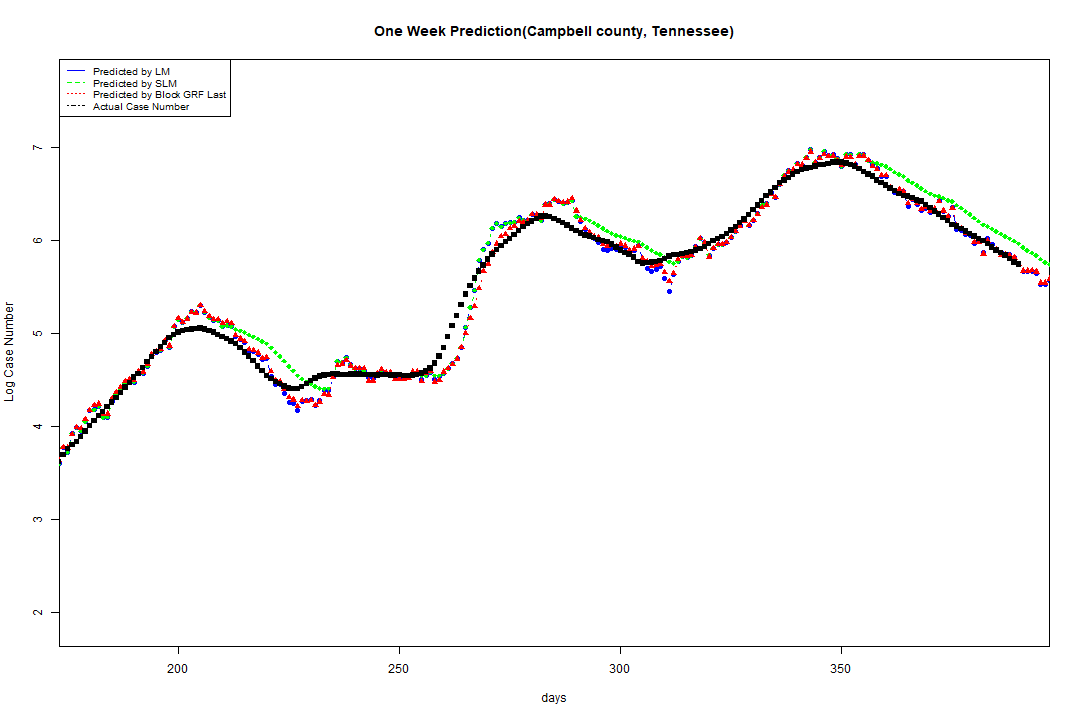 One Week Prediction(Campbell county, Tennessee)
Predicted by LM
Predicted by SLM
Predicted by Block GRF Last
Actual Case Number
Log Case Number
7
6
5
4
3
2
200
250
300
350
days